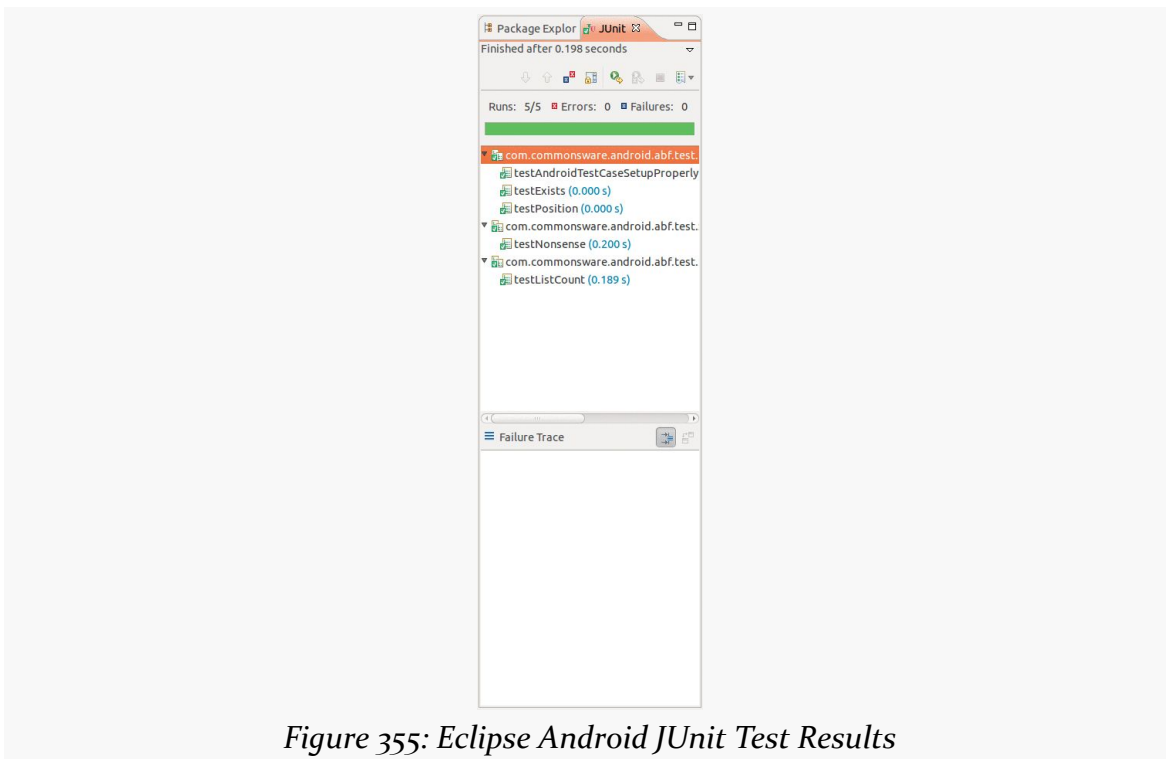 Package Explor JUnit
Finished after 0.198 seconds
Runs: 5/5 Errors: 0 Failures: 0
com.commonsware.android.abf.test.
testAndroidTestCaseSetupProperly
testExists (0.000 s)
testPosition (0.000 s)
com.commonsware.android.abf.test.
testNonsense (0.200 s)
com.commonsware.android.abf.test.
testListCount (0.189 s)
Failure Trace
Figure 355: Eclipse Android JUnit Test Results